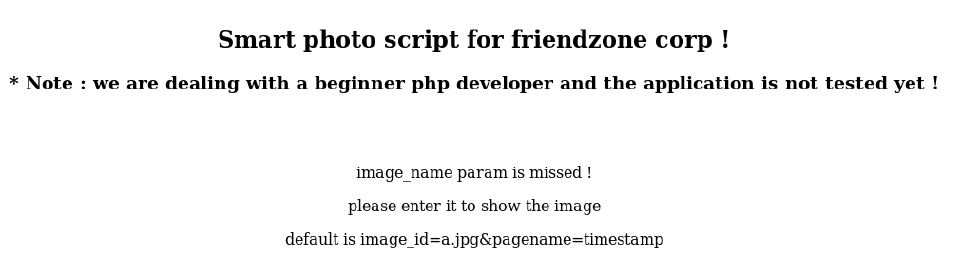 Smart photo script for friendzone corp !
* Note : we are dealing with a beginner php developer and the application is not tested yet !
image_name param is missed !
please enter it to show the image
default is image_id=a.jpg&pagename=timestamp